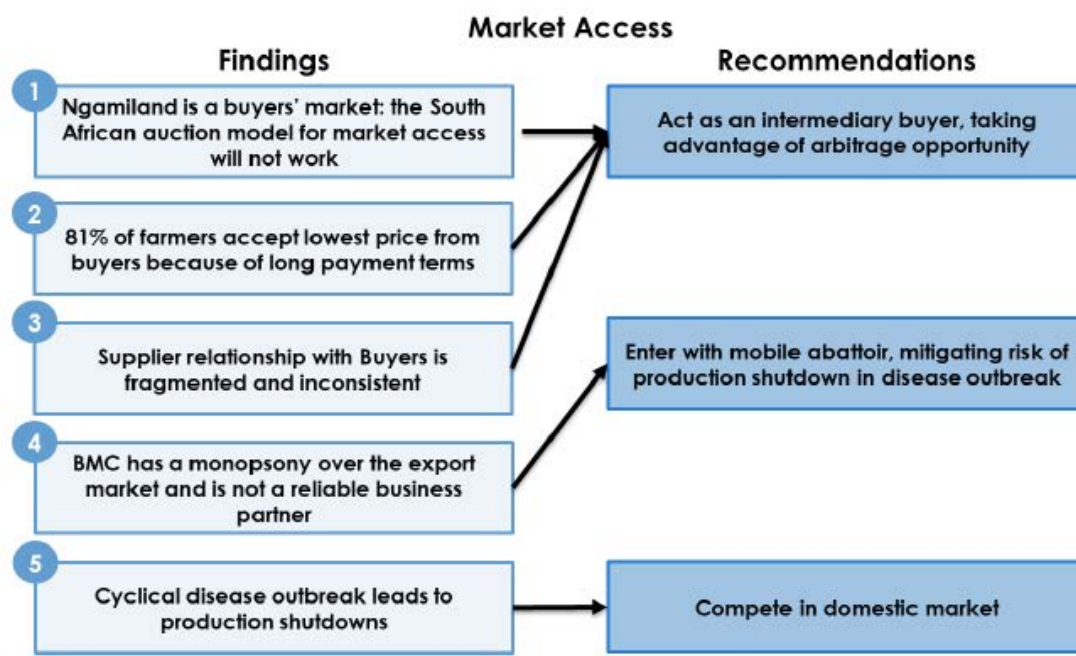 Market Access
Findings
Recommendations
1
Ngamiland is a buyers' market: the South
African auction model for market access
will not work
Act as an intermediary buyer, taking
advantage of arbitrage opportunity
2
81% of farmers accept lowest price from
buyers because of long payment terms
3
Supplier relationship with Buyers is
fragmented and inconsistent
Enter with mobile abattoir, mitigating risk of
production shutdown in disease outbreak
4
BMC has a monopsony over the export
market and is not a reliable business
partner
5
Cyclical disease outbreak leads to
production shutdowns
Compete in domestic market